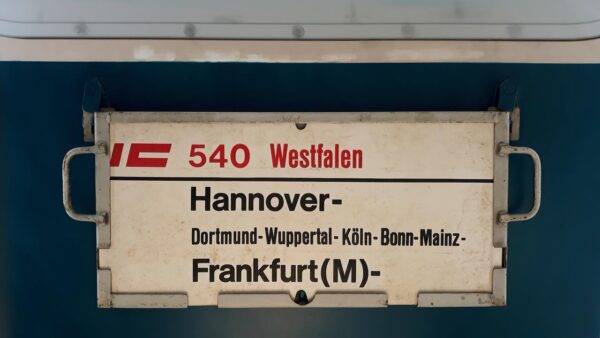 IC 540 Westfalen
Hannover-
Dortmund-Wuppertal-Köln-Bonn-Mainz-
Frankfurt(M)-